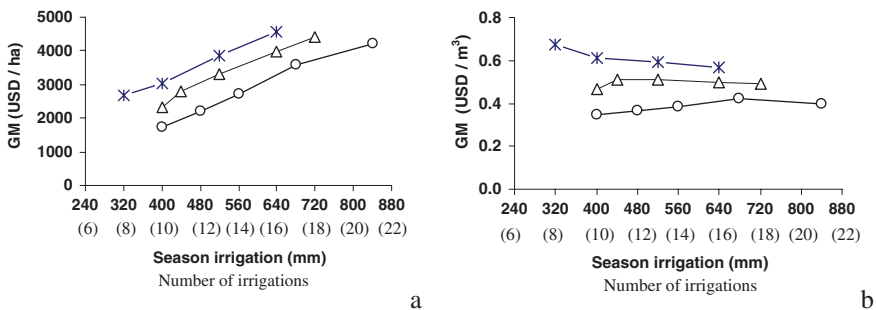 5000
4000
3000
2000
1000
0
GM (USD / ha)
240 320 400 480 560 640 720 800 880
(6) (8) (10) (12) (14) (16) (18) (20) (22)
Season irrigation (mm)
Number of irrigations
a
0.8
0.6
0.4
0.2
0.0
GM (USD / m³)
240 320 400 480 560 640 720 800 880
(6) (8) (10) (12) (14) (16) (18) (20) (22)
Season irrigation (mm)
Number of irrigations
b